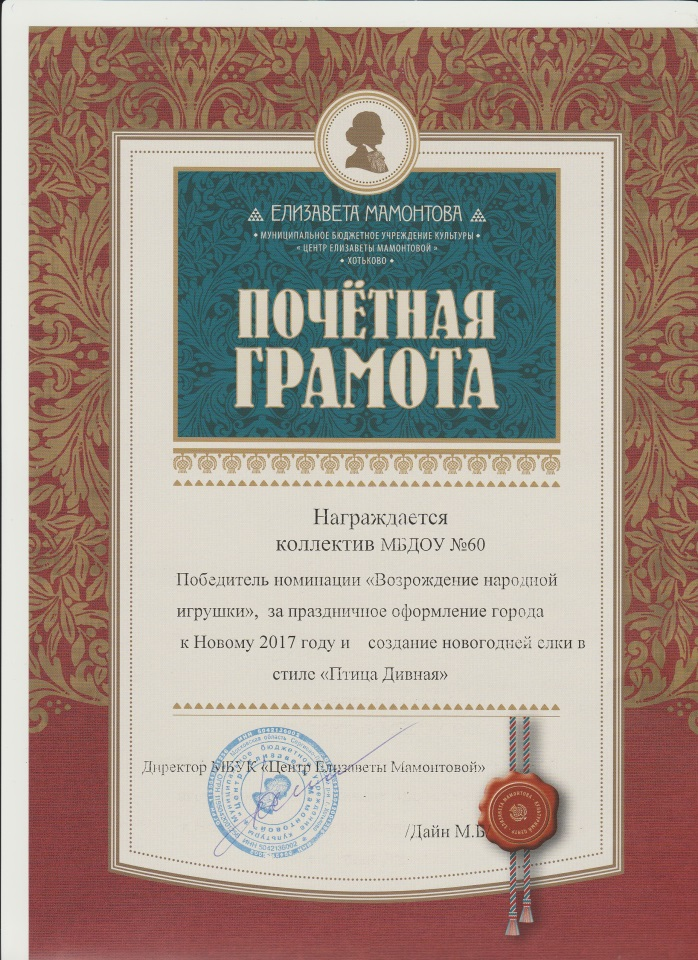 ЕЛИЗАВЕТА МАМОНТОВА
• МУНИЦИПАЛЬНОЕ БЮДЖЕТНОЕ УЧРЕЖДЕНИЕ КУЛЬТУРЫ •
« ЦЕНТР ЕЛИЗАВЕТЫ МАМОНТОВОЙ »
• ХОТЬКОВО •
ПОЧЁТНАЯ
ГРАМОТА
Награждается
коллектив МБДОУ №60
Победитель номинации «Возрождение народной
игрушки», за праздничное оформление города
к Новому 2017 году и создание новогодней елки в
стиле «Птица Дивная»
Директор МБУК «Центр Елизаветы Мамонтовой»
/Дайн М.